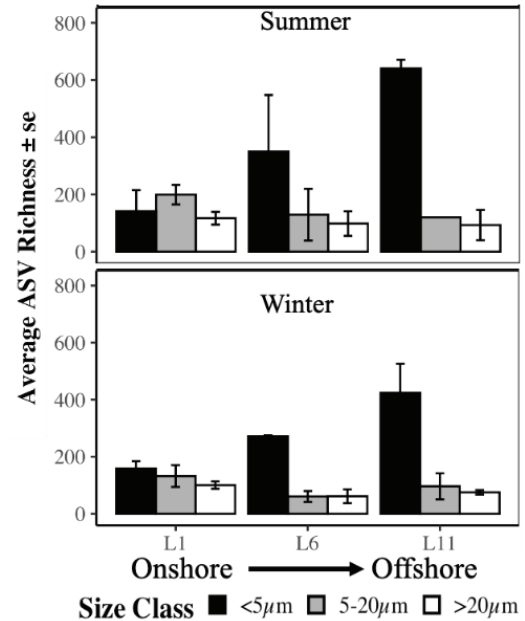 Average ASV Richness ± se
Summer
800
600
400
200
0
Winter
800
600
400
200
0
L1 L6 L11
Onshore Offshore
Size Class <5µm 5-20µm >20µm